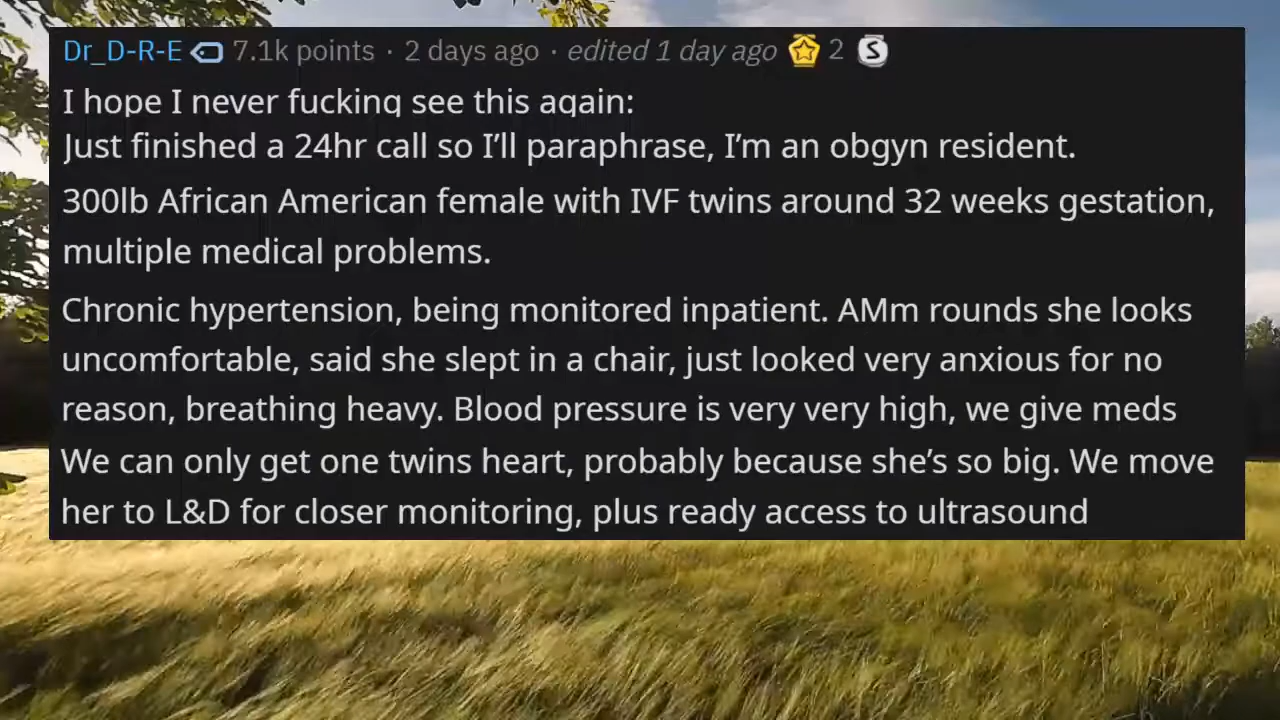 Dr_D-R-E 7.1k points · 2 days ago · edited 1 day ago 2 S
I hope I never fucking see this again:
Just finished a 24hr call so I’ll paraphrase, I’m an obgyn resident.
300lb African American female with IVF twins around 32 weeks gestation,
multiple medical problems.
Chronic hypertension, being monitored inpatient. AMm rounds she looks
uncomfortable, said she slept in a chair, just looked very anxious for no
reason, breathing heavy. Blood pressure is very very high, we give meds
We can only get one twins heart, probably because she’s so big. We move
her to L&D for closer monitoring, plus ready access to ultrasound